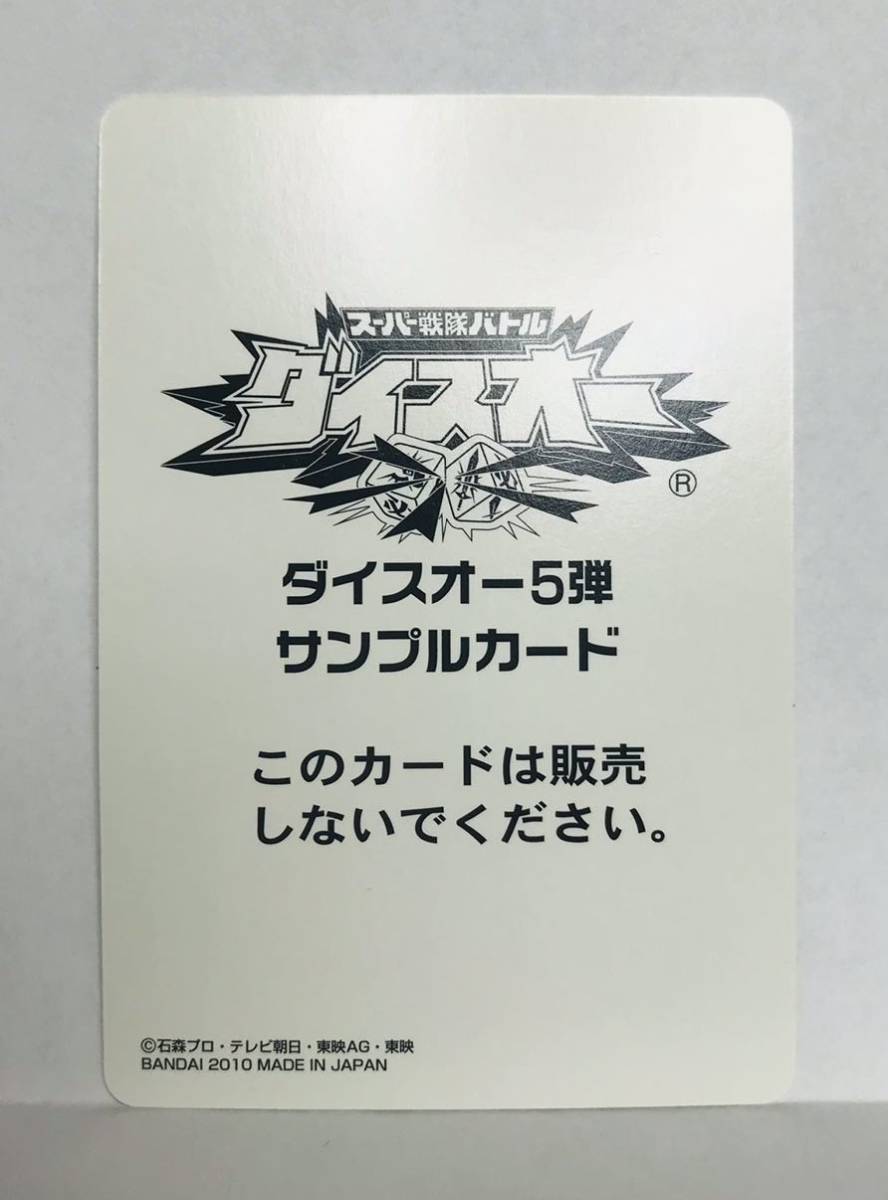 スーパー戦隊バトル
ダイスオー
®
ダイスオー5弾
サンプルカード
このカードは販売
しないでください。
©石森プロ・テレビ朝日・東映AG・東映
BANDAI 2010 MADE IN JAPAN